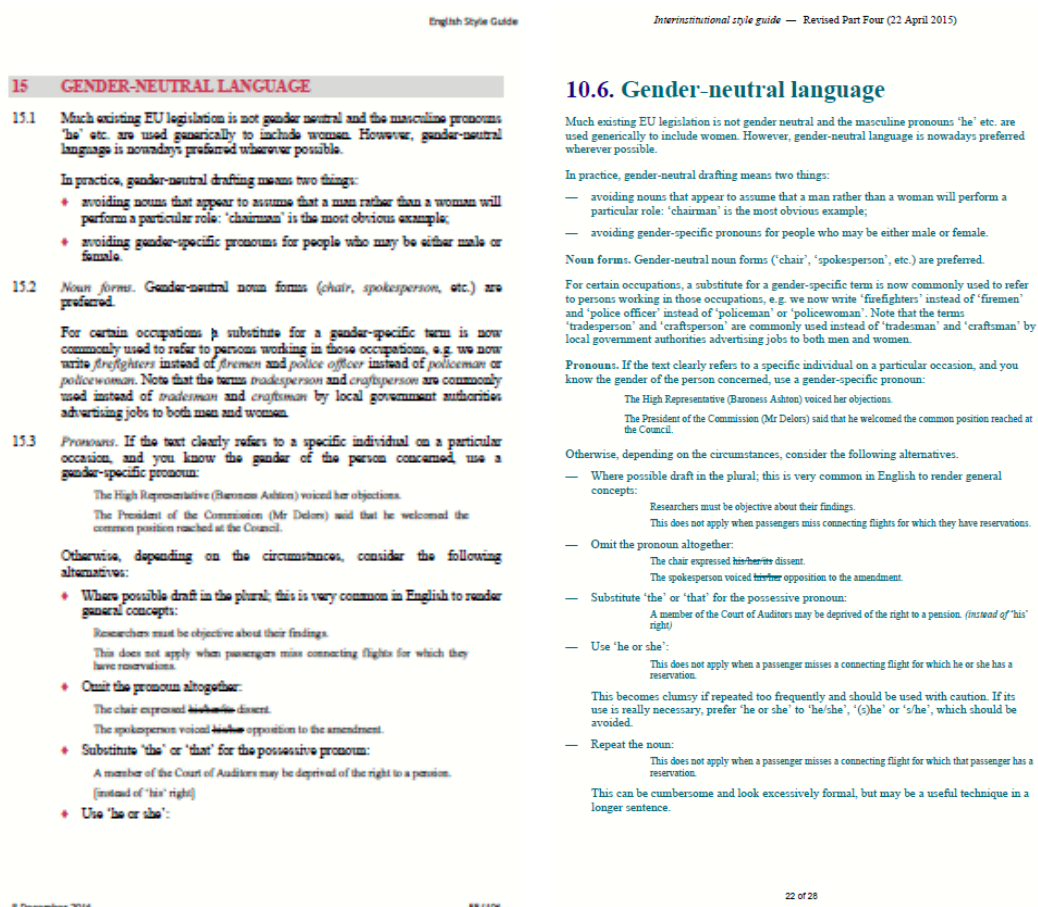 English Style Guide
15 GENDER-NEUTRAL LANGUAGE
15.1 Much existing EU legislation is not gender neutral and the masculine pronouns
'he' etc. are used generically to include women. However, gender-neutral
language is nowadays preferred wherever possible.
In practice, gender-neutral drafting means two things:
♦ avoiding nouns that appear to assume that a man rather than a woman will
perform a particular role: 'chairman' is the most obvious example;
♦ avoiding gender-specific pronouns for people who may be either male or
female.
15.2 Noun forms. Gender-neutral noun forms (chair, spokesperson, etc.) are
preferred.
For certain occupations a substitute for a gender-specific term is now
commonly used to refer to persons working in those occupations, e.g. we now
write firefighters instead of firemen and police officer instead of policeman or
policewoman. Note that the terms tradesperson and craftsperson are commonly
used instead of tradesman and craftsman by local government authorities
advertising jobs to both men and women.
15.3 Pronouns. If the text clearly refers to a specific individual on a particular
occasion, and you know the gender of the person concerned, use a
gender-specific pronoun:
The High Representative (Baroness Ashton) voiced her objections.
The President of the Commission (Mr Delors) said that he welcomed the
common position reached at the Council.
Otherwise, depending on the circumstances, consider the following
alternatives:
♦ Where possible draft in the plural; this is very common in English to render
general concepts:
Researchers must be objective about their findings.
This does not apply when passengers miss connecting flights for which they
have reservations.
♦ Omit the pronoun altogether:
The chair expressed his/her/its dissent.
The spokesperson voiced his/her opposition to the amendment.
♦ Substitute 'the' or 'that' for the possessive pronoun:
A member of the Court of Auditors may be deprived of the right to a pension.
[instead of 'his' right]
♦ Use 'he or she':
Interinstitutional style guide — Revised Part Four (22 April 2015)
10.6. Gender-neutral language
Much existing EU legislation is not gender neutral and the masculine pronouns 'he' etc. are
used generically to include women. However, gender-neutral language is nowadays preferred
wherever possible.
In practice, gender-neutral drafting means two things:
— avoiding nouns that appear to assume that a man rather than a woman will perform a
particular role: 'chairman' is the most obvious example;
— avoiding gender-specific pronouns for people who may be either male or female.
Noun forms. Gender-neutral noun forms ('chair', 'spokesperson', etc.) are preferred.
For certain occupations, a substitute for a gender-specific term is now commonly used to refer
to persons working in those occupations, e.g. we now write 'firefighters' instead of 'firemen'
and 'police officer' instead of 'policeman' or 'policewoman'. Note that the terms
'tradesperson' and 'craftsperson' are commonly used instead of 'tradesman' and 'craftsman' by
local government authorities advertising jobs to both men and women.
Pronouns. If the text clearly refers to a specific individual on a particular occasion, and you
know the gender of the person concerned, use a gender-specific pronoun:
The High Representative (Baroness Ashton) voiced her objections.
The President of the Commission (Mr Delors) said that he welcomed the common position reached at
the Council.
Otherwise, depending on the circumstances, consider the following alternatives.
— Where possible draft in the plural; this is very common in English to render general
concepts:
Researchers must be objective about their findings.
This does not apply when passengers miss connecting flights for which they have reservations.
— Omit the pronoun altogether:
The chair expressed his/her/its dissent.
The spokesperson voiced his/her opposition to the amendment.
— Substitute 'the' or 'that' for the possessive pronoun:
A member of the Court of Auditors may be deprived of the right to a pension. (instead of 'his'
right)
— Use 'he or she':
This does not apply when a passenger misses a connecting flight for which he or she has a
reservation.
This becomes clumsy if repeated too frequently and should be used with caution. If its
use is really necessary, prefer 'he or she' to 'he/she', '(s)he' or 's/he', which should be
avoided.
— Repeat the noun:
This does not apply when a passenger misses a connecting flight for which that passenger has a
reservation.
This can be cumbersome and look excessively formal, but may be a useful technique in a
longer sentence.
22 of 28